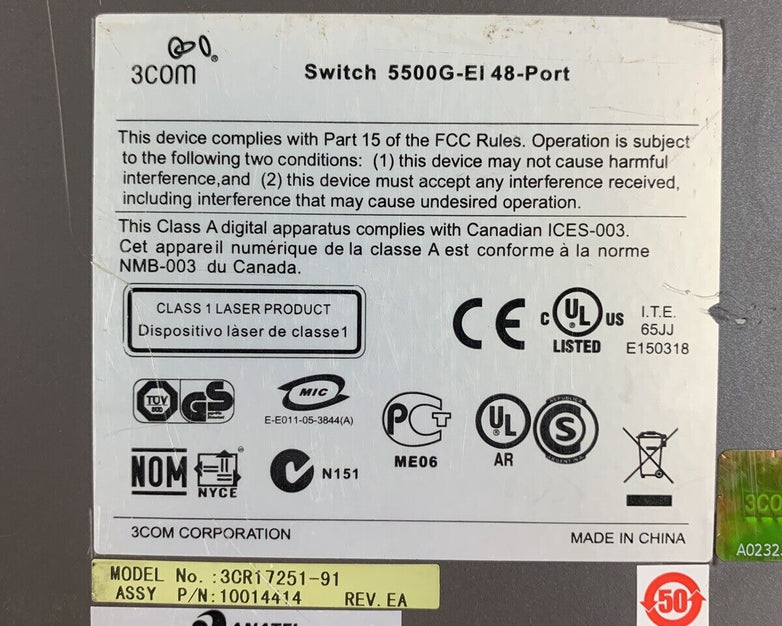 3COM
Switch 5500G-EI 48-Port
This device complies with Part 15 of the FCC Rules. Operation is subject
to the following two conditions: (1) this device may not cause harmful
interference,and (2) this device must accept any interference received,
including interference that may cause undesired operation.
This Class A digital apparatus complies with Canadian ICES-003.
Cet appareil numérique de la classe A est conforme à la norme
NMB-003 du Canada.
CLASS 1 LASER PRODUCT
Dispositivo làser de classe1
CE
C UL US
LISTED
I.T.E.
65JJ
E150318
TÜV
GS
MIC
E-E011-05-3844(A)
PCT
ME06
UL
AR
S
NOM
NYCE
N151
3COM CORPORATION
MADE IN CHINA
3CO
A0232
MODEL No.:3CR17251-91
ASSY P/N:10014414 REV. EA
50
ANATEL